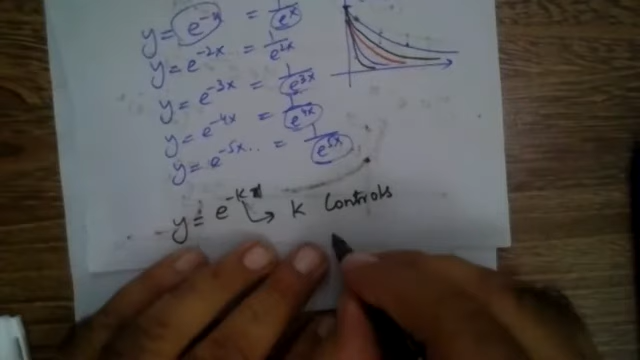 y = e^-x = 1/e^x
y = e^-2x = 1/e^2x
y = e^-3x = 1/e^3x
y = e^-4x = 1/e^4x
y = e^-5x.. = 1/e^5x
y = e^-kx → k Controls